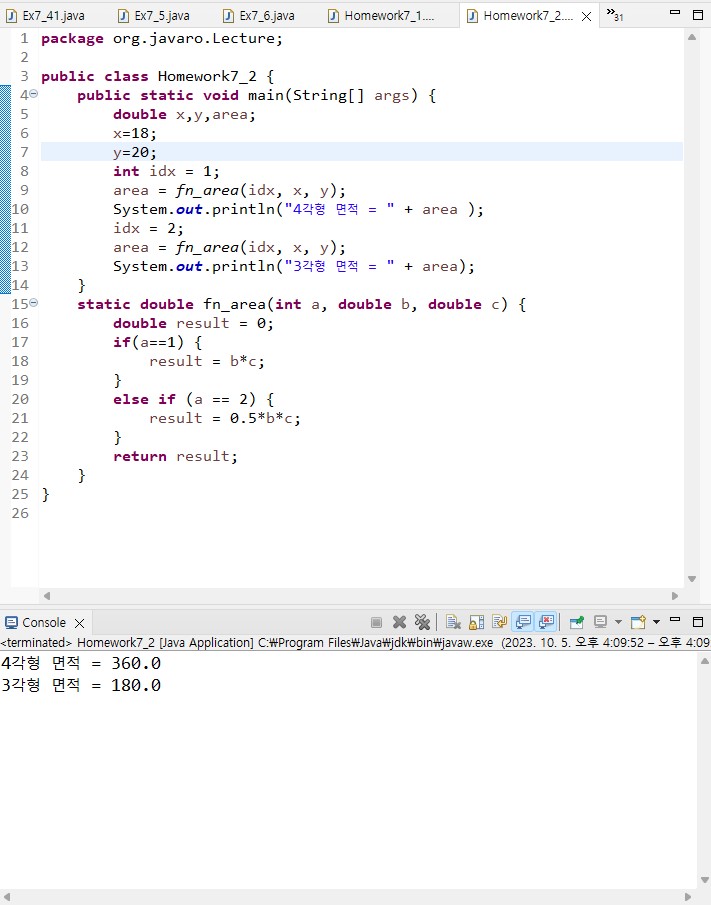 Ex7_41.java Ex7_5.java Ex7_6.java Homework7_1.... Homework7_2.... »31
1 package org.javaro.Lecture;
2
3 public class Homework7_2 {
4 public static void main(String[] args) {
5 double x,y,area;
6 x=18;
7 y=20;
8 int idx = 1;
9 area = fn_area(idx, x, y);
10 System.out.println("4각형 면적 = " + area );
11 idx = 2;
12 area = fn_area(idx, x, y);
13 System.out.println("3각형 면적 = " + area);
14 }
15 static double fn_area(int a, double b, double c) {
16 double result = 0;
17 if(a==1) {
18 result = b*c;
19 }
20 else if (a == 2) {
21 result = 0.5*b*c;
22 }
23 return result;
24 }
25 }
26
Console
<terminated> Homework7_2 [Java Application] C:₩Program Files₩Java₩jdk₩bin₩javaw.exe (2023. 10. 5. 오후 4:09:52 – 오후 4:09
4각형 면적 = 360.0
3각형 면적 = 180.0